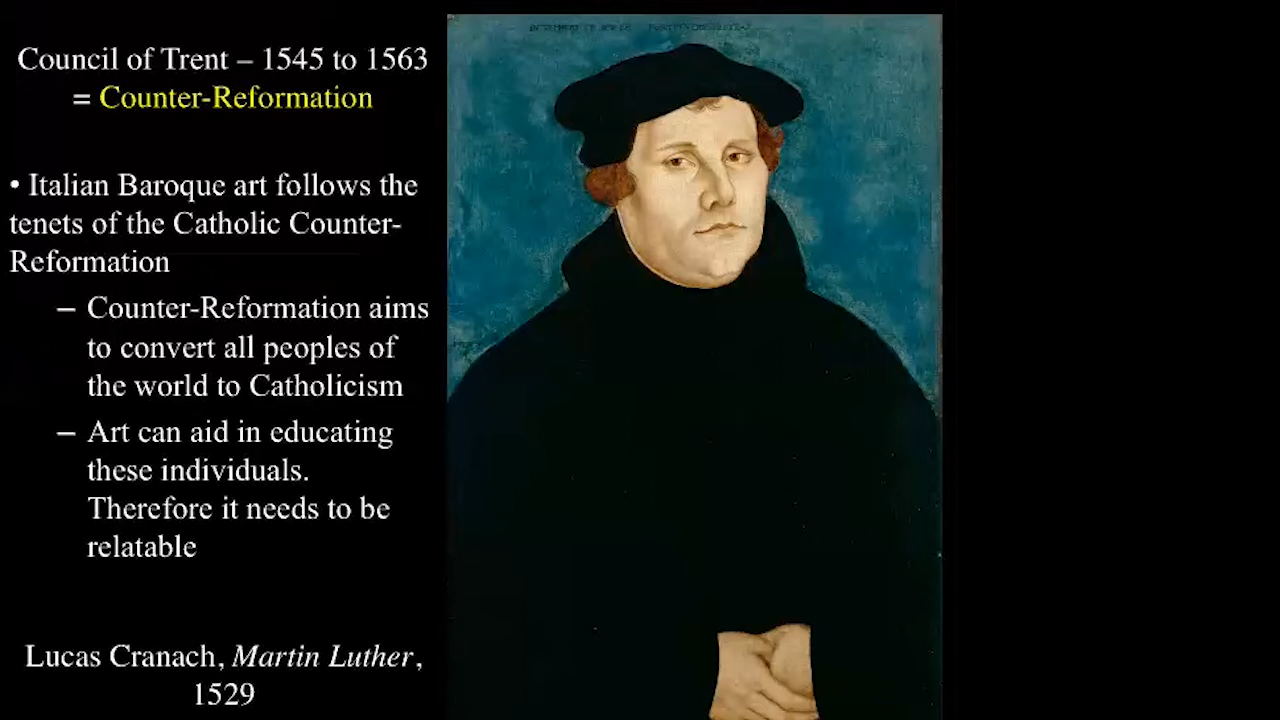 Council of Trent – 1545 to 1563
= Counter-Reformation
• Italian Baroque art follows the
tenets of the Catholic Counter-
Reformation
– Counter-Reformation aims
to convert all peoples of
the world to Catholicism
– Art can aid in educating
these individuals.
Therefore it needs to be
relatable
Lucas Cranach, Martin Luther,
1529